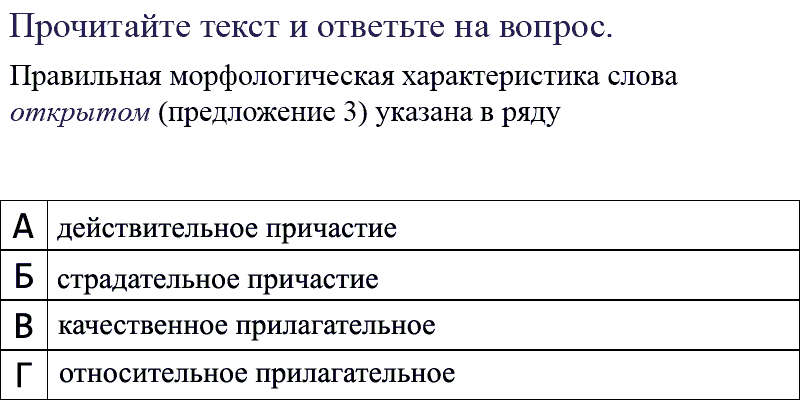 Прочитайте текст и ответьте на вопрос.
Правильная морфологическая характеристика слова
открытом (предложение 3) указана в ряду
А действительное причастие
Б страдательное причастие
В качественное прилагательное
Г относительное прилагательное